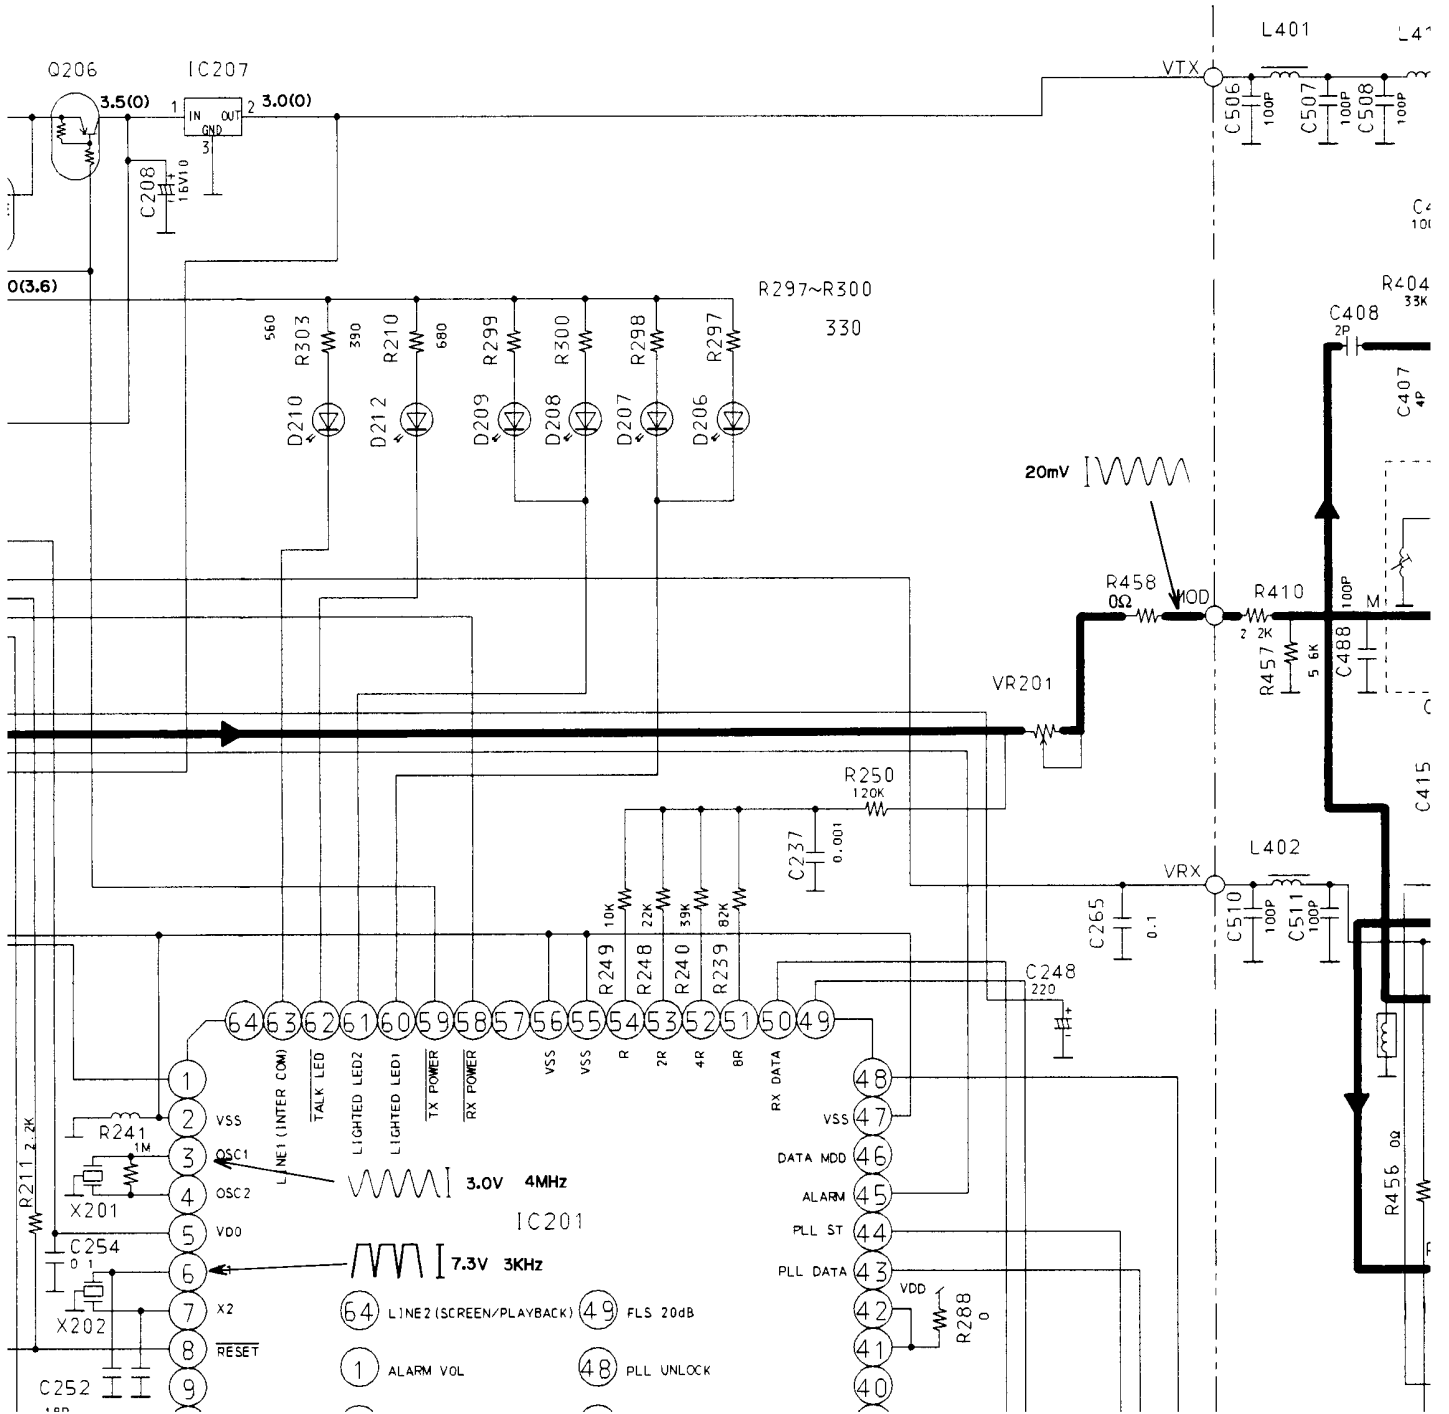 L401
L41
VTX
Q206
IC207
3.5(0)
1
IN
OUT
2
3.0(0)
GND
3
C208
16V10
C506
100P
C507
100P
C508
100P
0(3.6)
R297~R300
330
560
R303
390
R210
680
R299
R300
R298
R297
D210
D212
D209
D208
D207
D206
R404
33K
C408
2P
C407
4P
20mV
R458
0Ω
MOD
R410
2 2K
100P
M
R457
5 6K
C488
VR201
R250
120K
C237
0.001
C415
VRX
L402
C265
0.1
C510
100P
C511
100P
10K
22K
39K
82K
R249
R248
R240
R239
C248
220
64
63
62
61
60
59
58
57
56
55
54
53
52
51
50
49
LINE1 (INTER COM)
TALK LED
LIGHTED LED2
LIGHTED LED1
TX POWER
RX POWER
VSS
VSS
R
2R
4R
8R
RX DATA
1
48
2
VSS
VSS
47
R241
1M
3
OSC1
DATA MDD
46
R211
2.2K
X201
4
OSC2
3.0V 4MHz
ALARM
45
IC201
5
VDD
PLL ST
44
C254
0 1
6
7.3V 3KHz
PLL DATA
43
X202
7
X2
64
LINE2 (SCREEN/PLAYBACK)
49
FLS 20dB
42
VDD
R288
0
8
RESET
41
C252
9
1
ALARM VOL
48
PLL UNLOCK
40
R456
0Ω